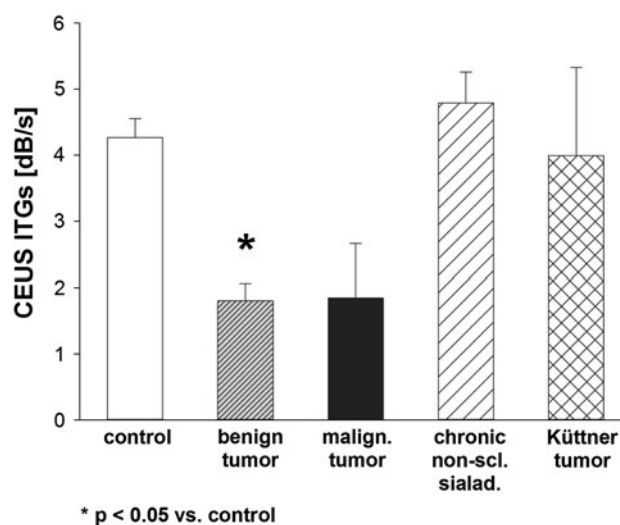 CEUS ITGs [dB/s]
6
5
4
3
2
1
0
*
control
benign
tumor
malign.
tumor
chronic
non-scl.
sialad.
Küttner
tumor
* p < 0.05 vs. control